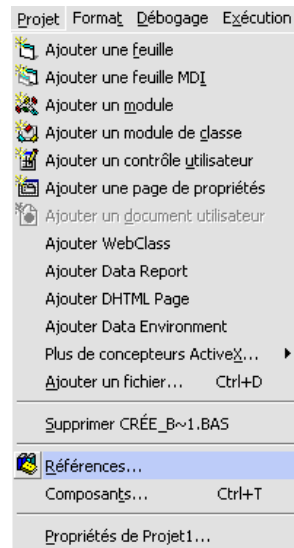 Projet Format Débogage Exécution
Ajouter une feuille
Ajouter une feuille MDI
Ajouter un module
Ajouter un module de classe
Ajouter un contrôle utilisateur
Ajouter une page de propriétés
Ajouter un document utilisateur
Ajouter WebClass
Ajouter Data Report
Ajouter DHTML Page
Ajouter Data Environment
Plus de concepteurs ActiveX...
Ajouter un fichier... Ctrl+D
Supprimer CRÉE_B~1.BAS
Références...
Composants... Ctrl+T
Propriétés de Projet1...